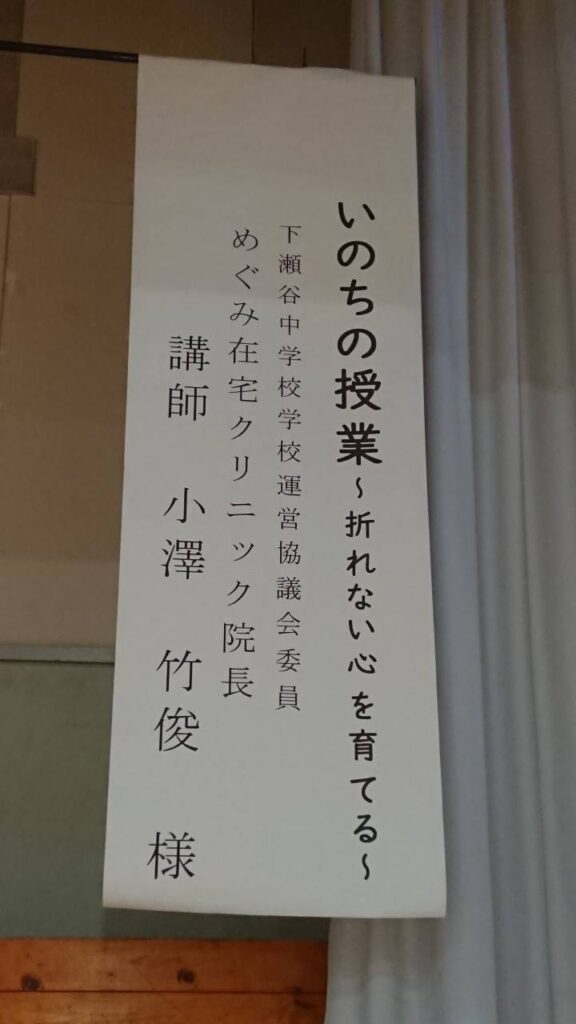 いのちの授業~折れない心を育てる~
下瀬谷中学校学校運営協議会委員
めぐみ在宅クリニック院長
講師 小澤 竹俊 様